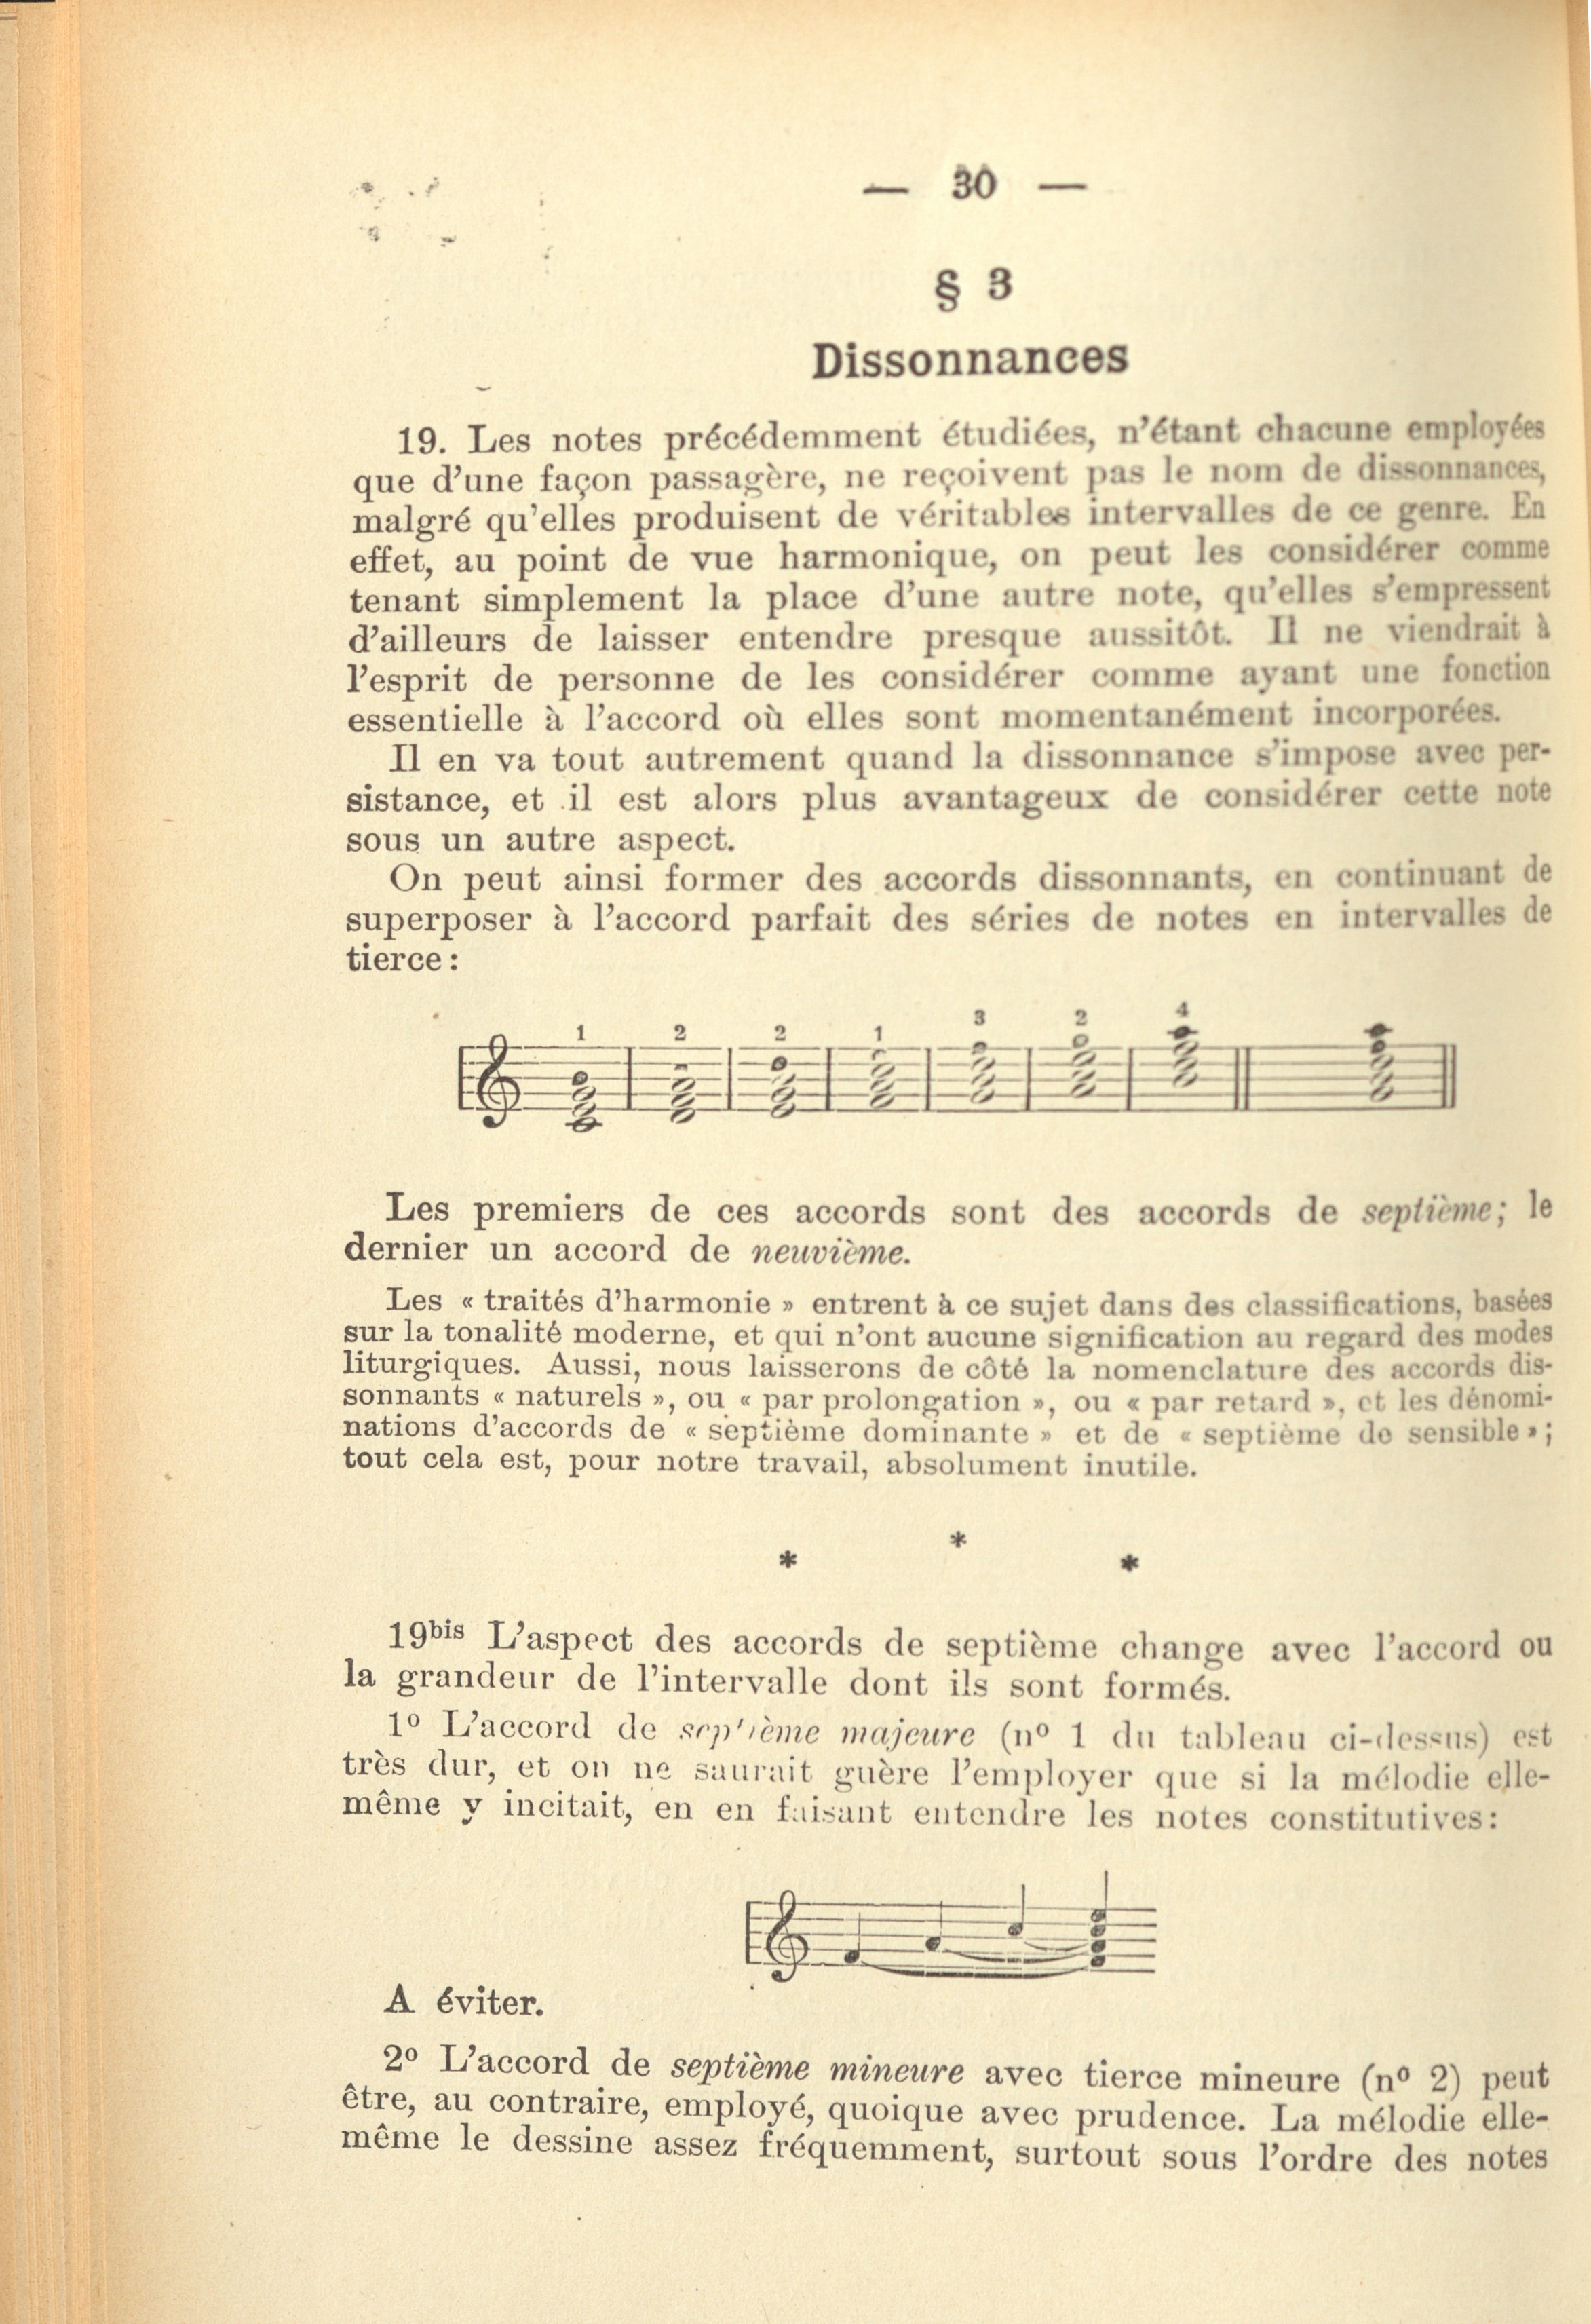 — 30 —
§ 3
Dissonnances
19. Les notes précédemment étudiées, n'étant chacune employées
que d'une façon passagère, ne reçoivent pas le nom de dissonnances,
malgré qu'elles produisent de véritables intervalles de ce genre. En
effet, au point de vue harmonique, on peut les considérer comme
tenant simplement la place d'une autre note, qu'elles s'empressent
d'ailleurs de laisser entendre presque aussitôt. Il ne viendrait à
l'esprit de personne de les considérer comme ayant une fonction
essentielle à l'accord où elles sont momentanément incorporées.
Il en va tout autrement quand la dissonnance s'impose avec per-
sistance, et il est alors plus avantageux de considérer cette note
sous un autre aspect.
On peut ainsi former des accords dissonnants, en continuant de
superposer à l'accord parfait des séries de notes en intervalles de
tierce :
1 2 2 1 3 2 4
Les premiers de ces accords sont des accords de septième; le
dernier un accord de neuvième.
Les « traités d'harmonie » entrent à ce sujet dans des classifications, basées
sur la tonalité moderne, et qui n'ont aucune signification au regard des modes
liturgiques. Aussi, nous laisserons de côté la nomenclature des accords dis-
sonnants « naturels », ou « par prolongation », ou « par retard », et les dénomi-
nations d'accords de « septième dominante » et de « septième de sensible » ;
tout cela est, pour notre travail, absolument inutile.
* * *
19bis L'aspect des accords de septième change avec l'accord ou
la grandeur de l'intervalle dont ils sont formés.
1º L'accord de septième majeure (nº 1 du tableau ci-dessus) est
très dur, et on ne saurait guère l'employer que si la mélodie elle-
même y incitait, en en faisant entendre les notes constitutives :
A éviter.
2º L'accord de septième mineure avec tierce mineure (nº 2) peut
être, au contraire, employé, quoique avec prudence. La mélodie elle-
même le dessine assez fréquemment, surtout sous l'ordre des notes